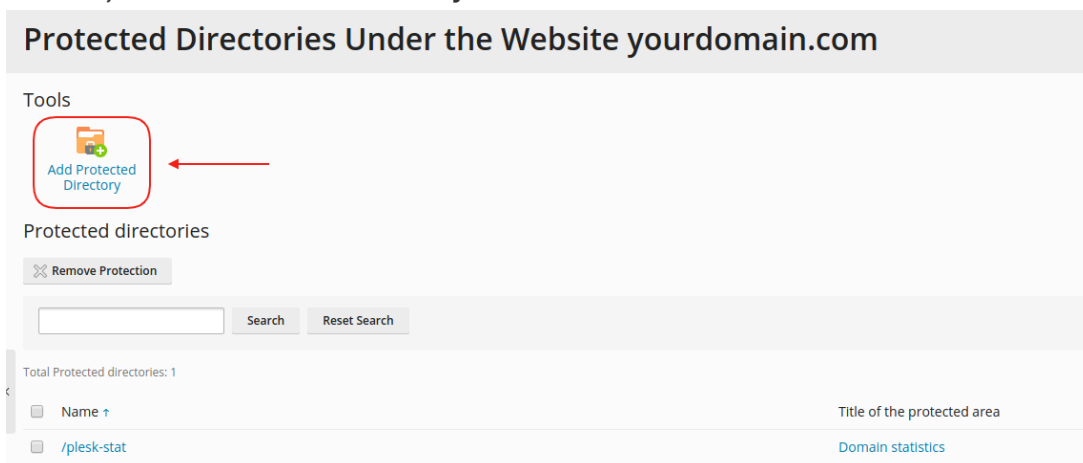 Protected Directories Under the Website yourdomain.com
Tools
Add Protected
Directory
Protected directories
Remove Protection
Search Reset Search
Total Protected directories: 1
Name ↑ Title of the protected area
/plesk-stat Domain statistics